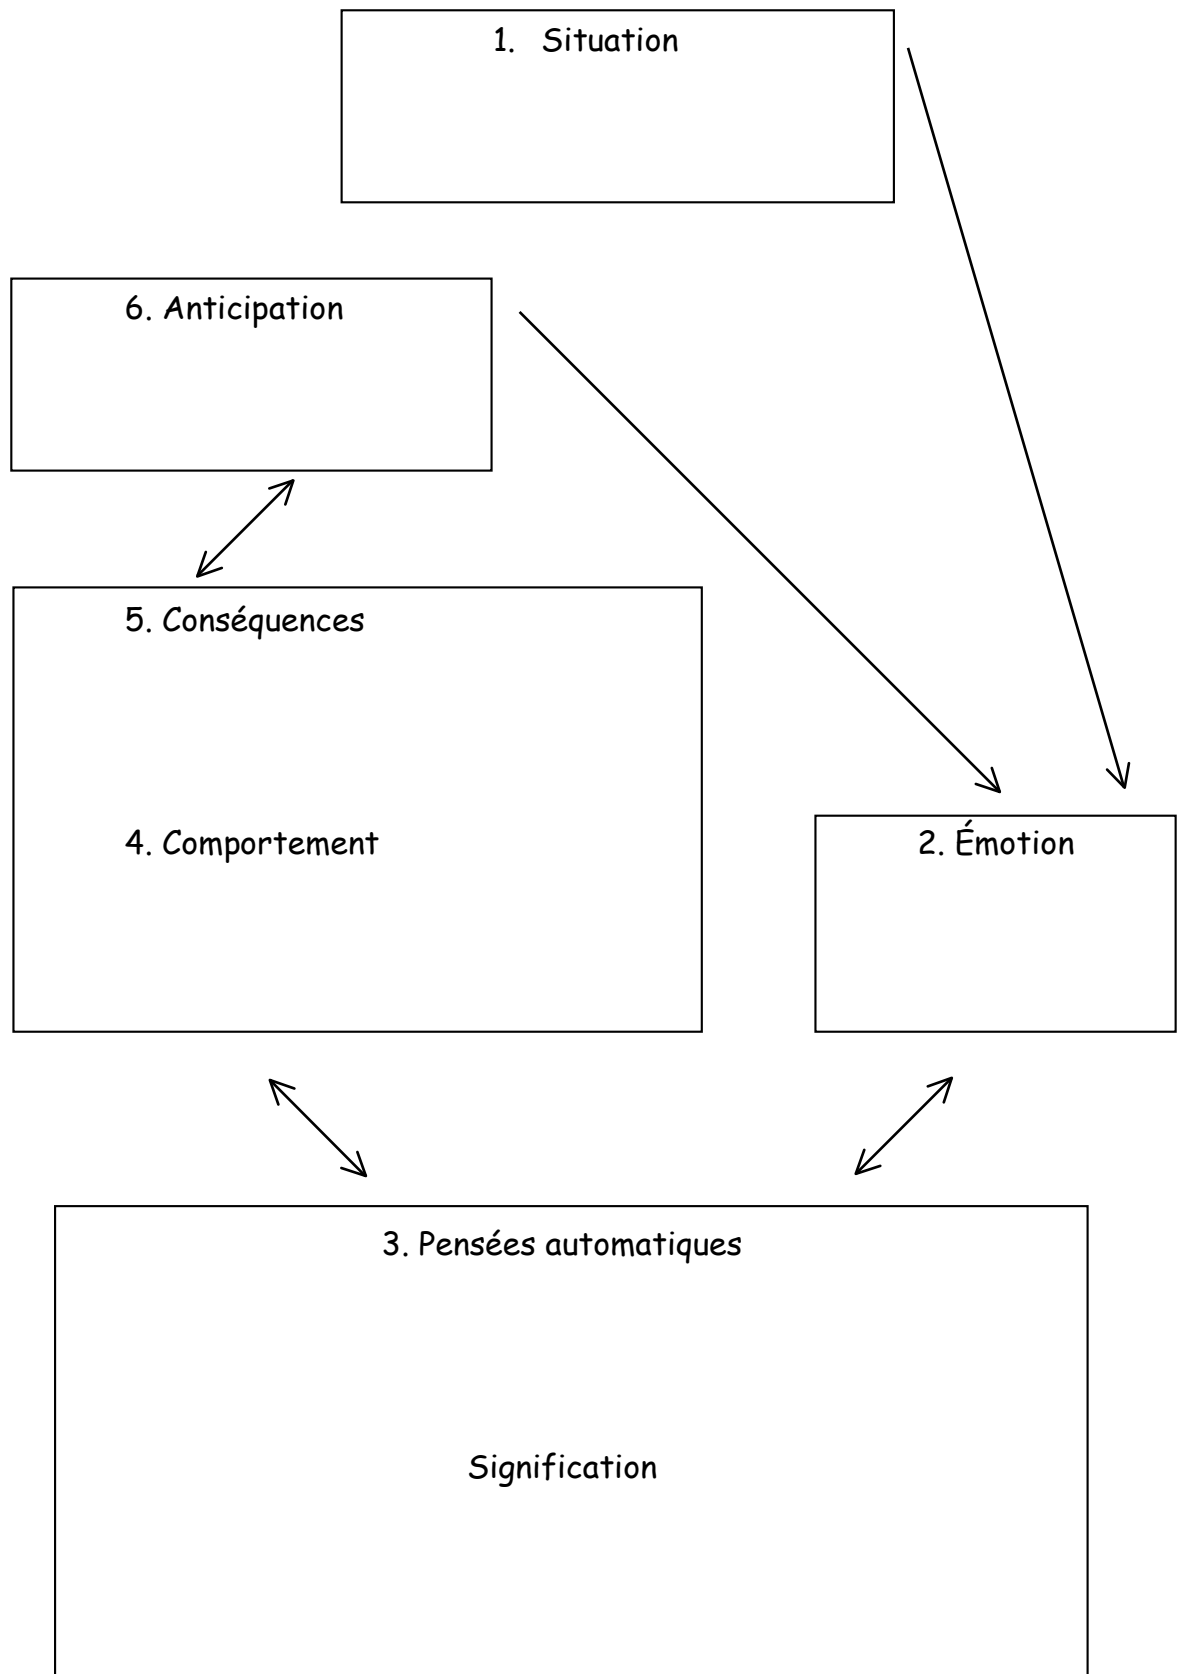 1. Situation
6. Anticipation
5. Conséquences
4. Comportement
2. Émotion
3. Pensées automatiques
Signification